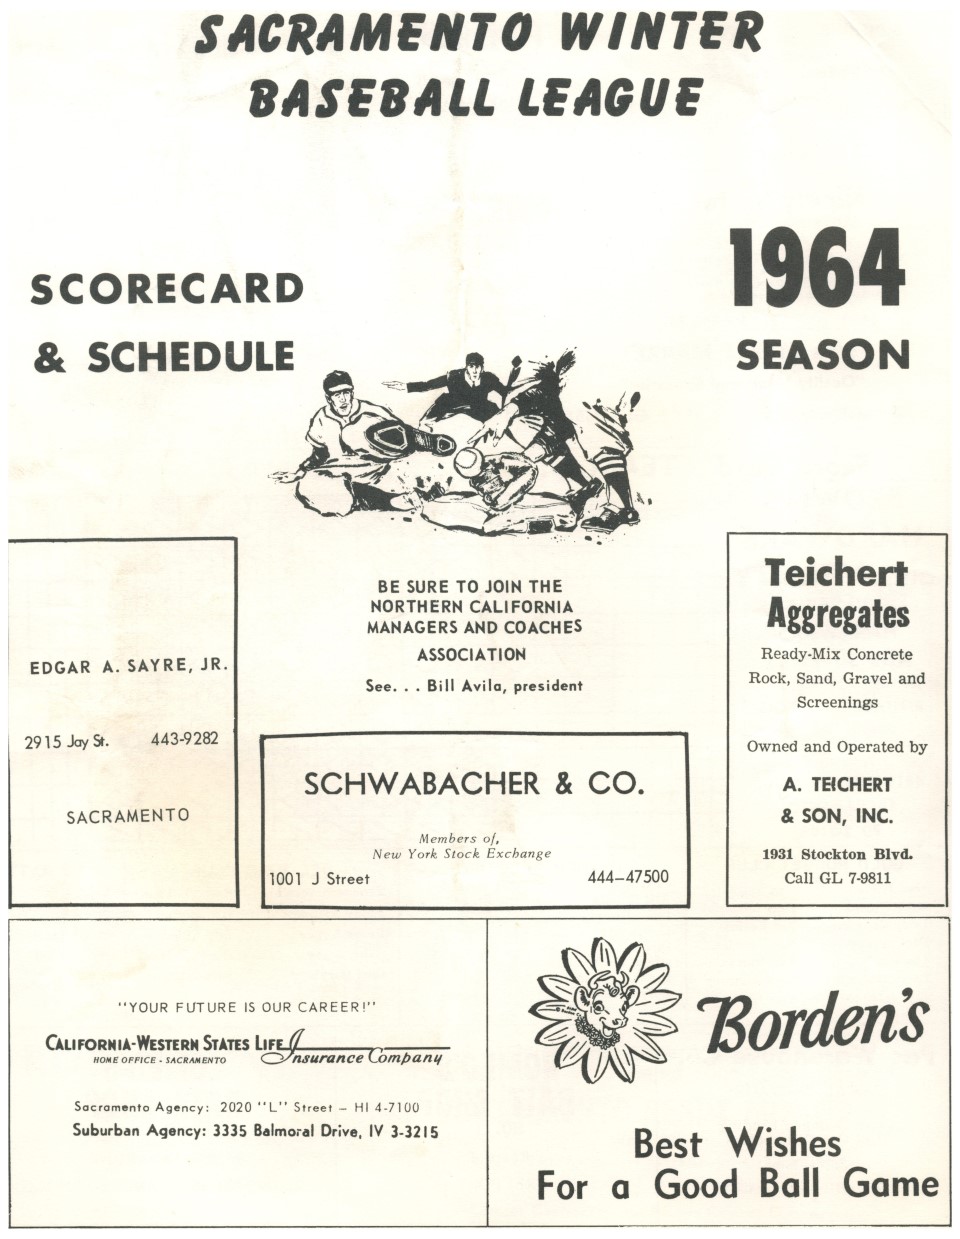 SACRAMENTO WINTER
BASEBALL LEAGUE
SCORECARD
& SCHEDULE
1964
SEASON
BE SURE TO JOIN THE
NORTHERN CALIFORNIA
MANAGERS AND COACHES
ASSOCIATION
See. . . Bill Avila, president
EDGAR A. SAYRE, JR.
2915 Jay St. 443-9282
SACRAMENTO
SCHWABACHER & CO.
Members of,
New York Stock Exchange
1001 J Street 444-47500
Teichert
Aggregates
Ready-Mix Concrete
Rock, Sand, Gravel and
Screenings
Owned and Operated by
A. TEICHERT
& SON, INC.
1931 Stockton Blvd.
Call GL 7-9811
"YOUR FUTURE IS OUR CAREER!"
CALIFORNIA-WESTERN STATES LIFE
HOME OFFICE - SACRAMENTO Insurance Company
Sacramento Agency: 2020 "L" Street – HI 4-7100
Suburban Agency: 3335 Balmoral Drive, IV 3-3215
Borden's
Best Wishes
For a Good Ball Game